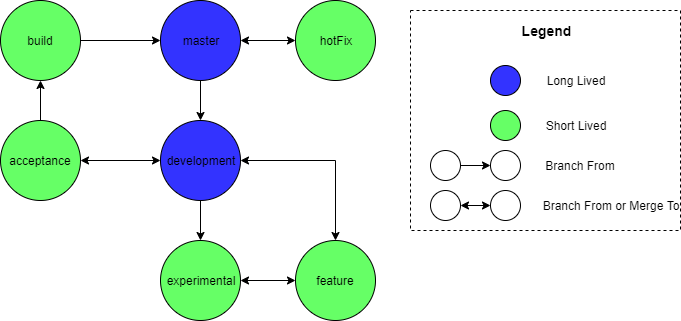 build
master
hotFix
acceptance
development
experimental
feature
Legend
Long Lived
Short Lived
Branch From
Branch From or Merge To